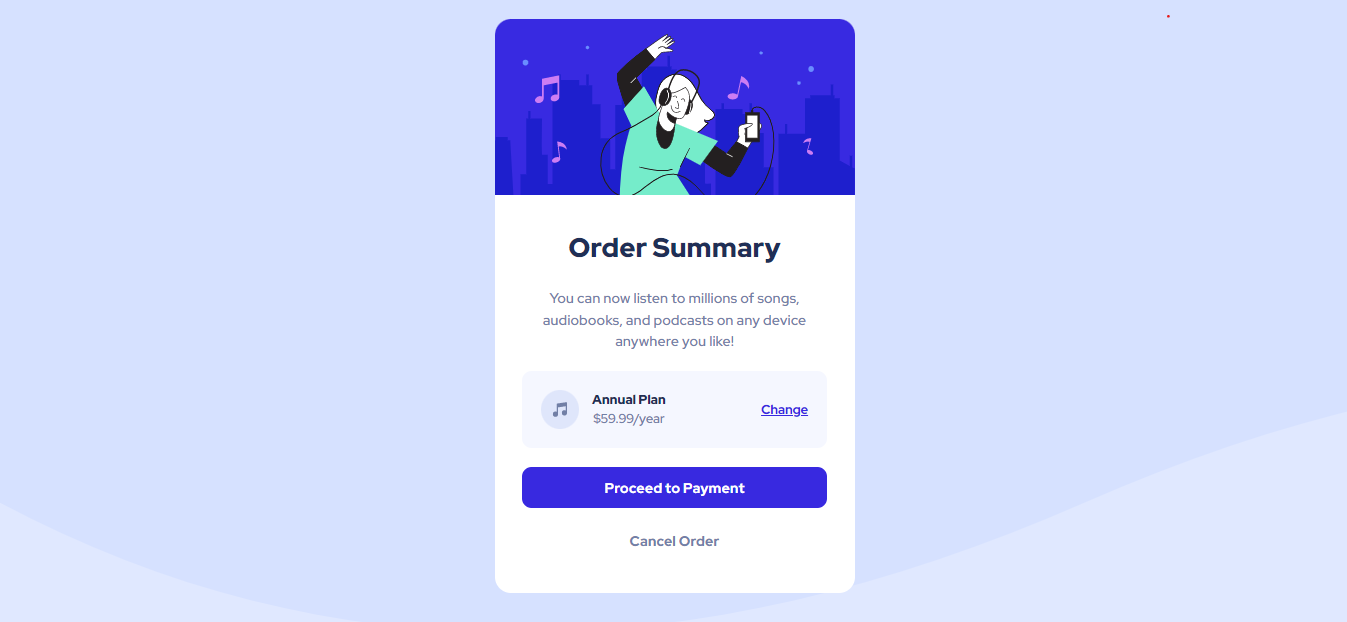 Order Summary
You can now listen to millions of songs,
audiobooks, and podcasts on any device
anywhere you like!
Annual Plan
$59.99/year
Change
Proceed to Payment
Cancel Order